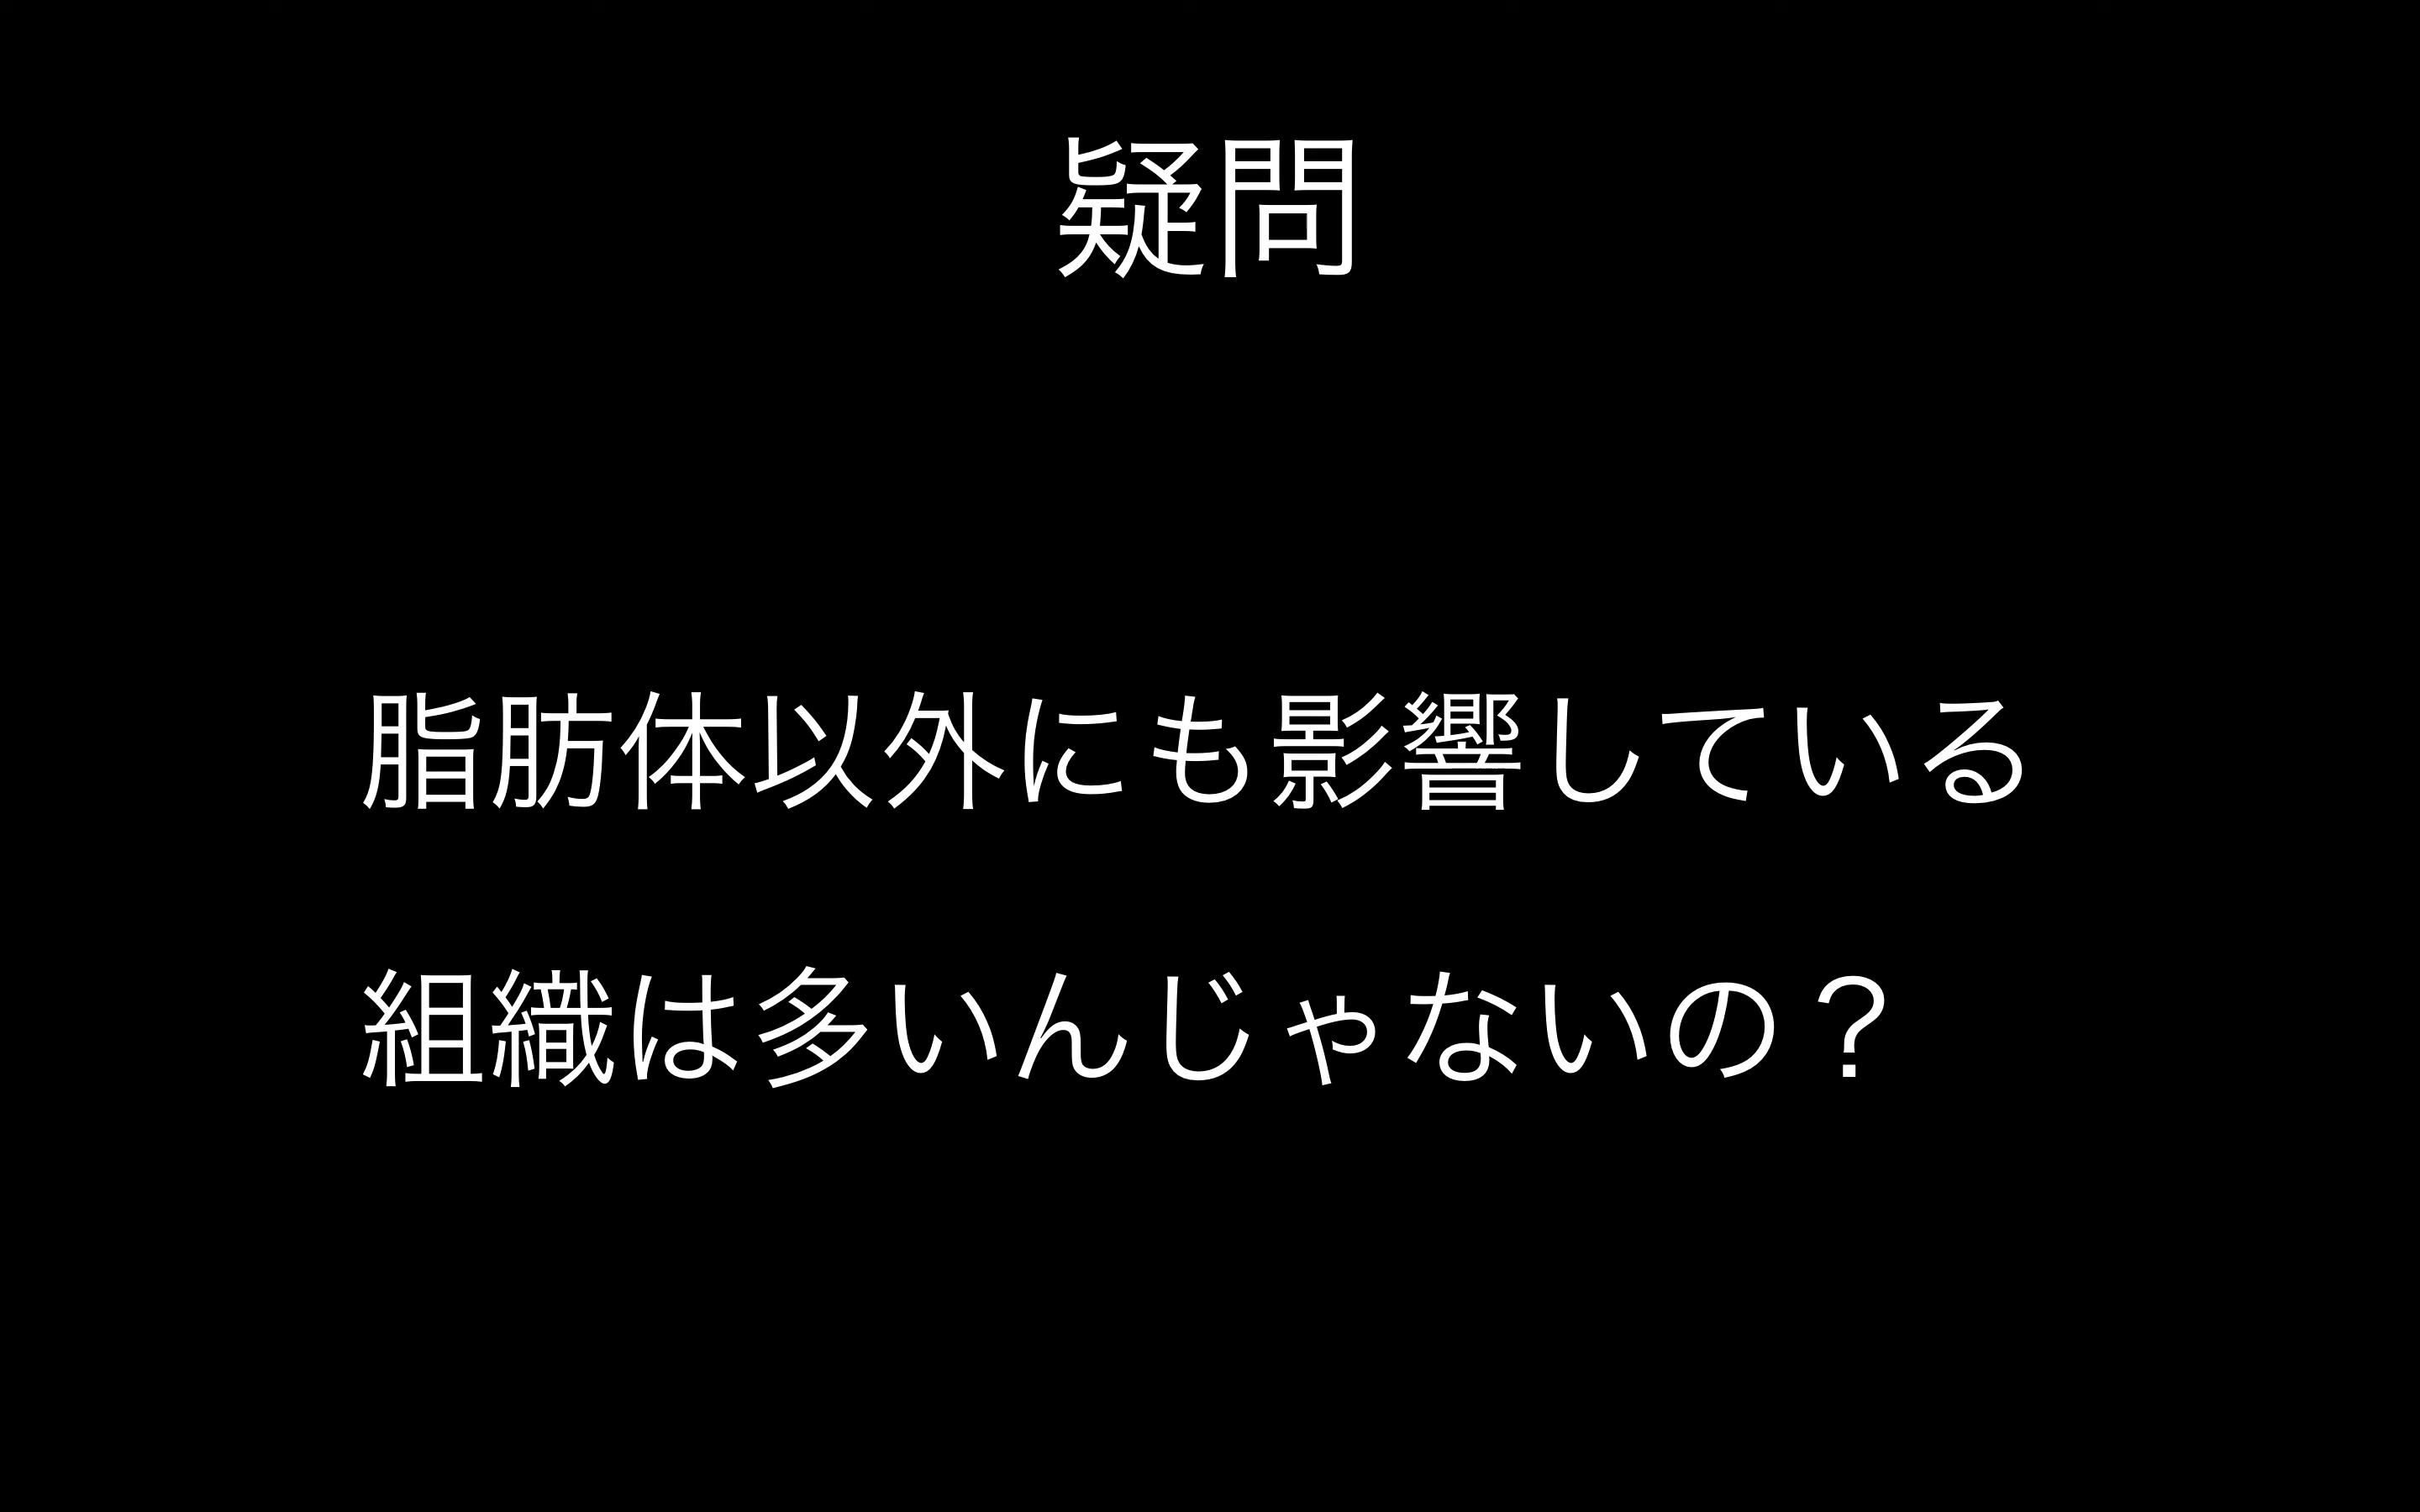 疑問
脂肪体以外にも影響している
組織は多いんじゃないの？